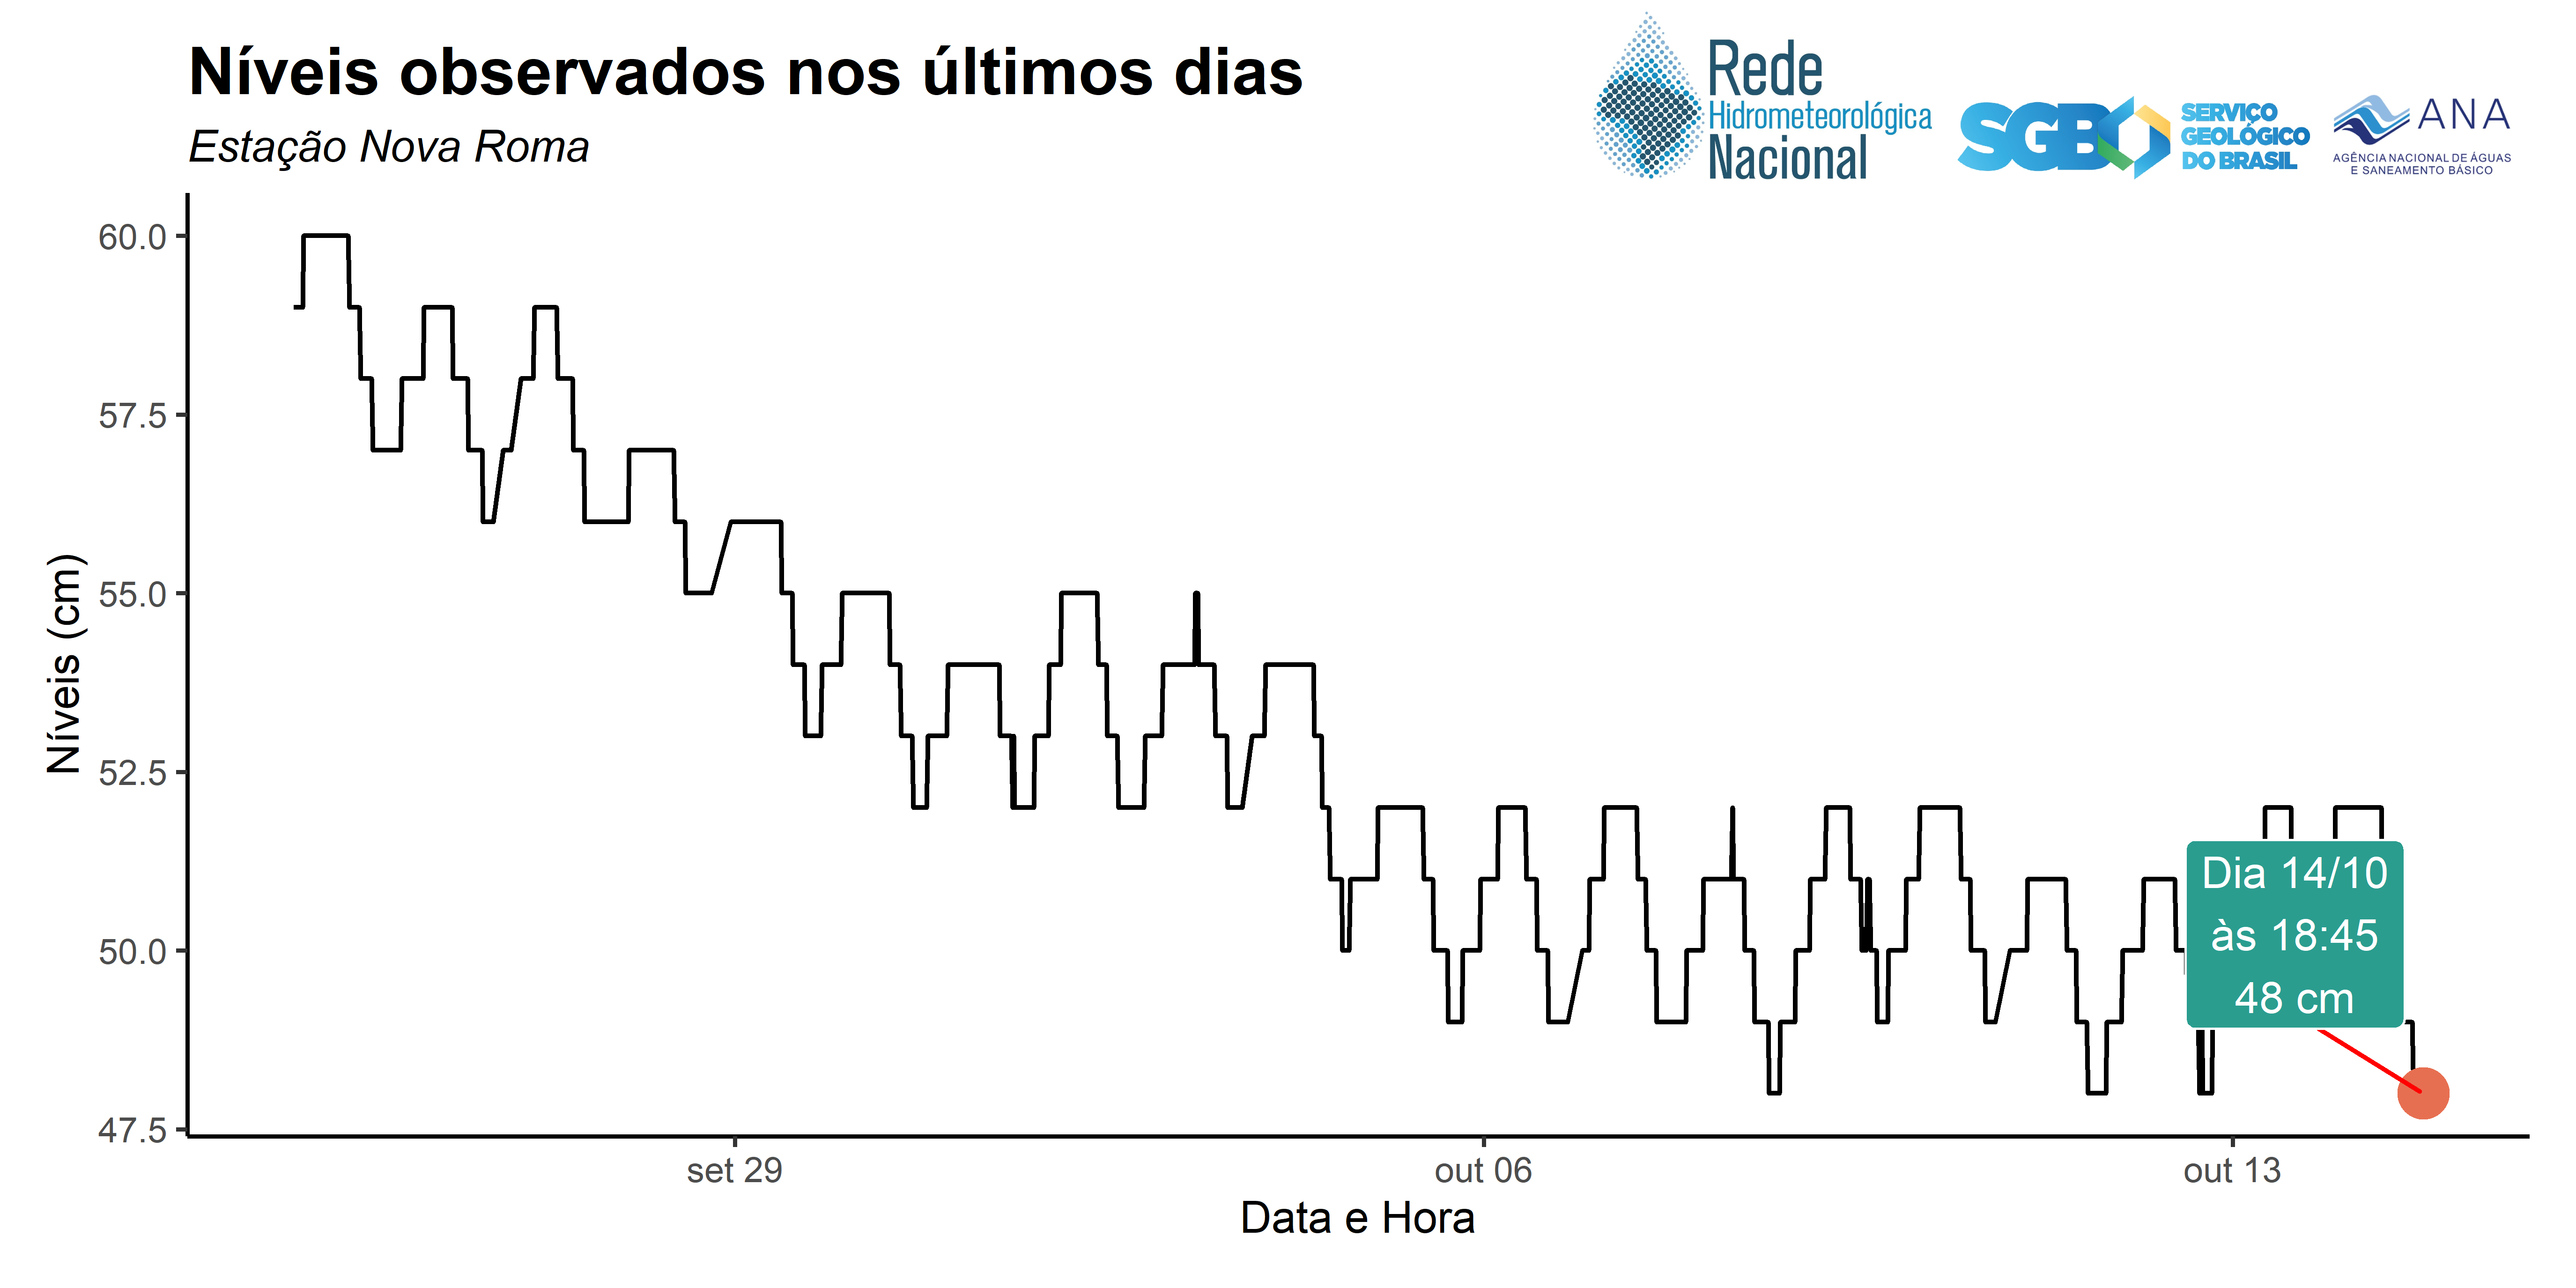 Níveis observados nos últimos dias
Estação Nova Roma
Rede
Hidrometeorológica
Nacional
SGB
SERVIÇO
GEOLÓGICO
DO BRASIL
ANA
AGÊNCIA NACIONAL DE ÁGUAS
E SANEAMENTO BÁSICO
Níveis (cm)
60.0
57.5
55.0
52.5
50.0
47.5
Dia 14/10
às 18:45
48 cm
set 29
out 06
out 13
Data e Hora